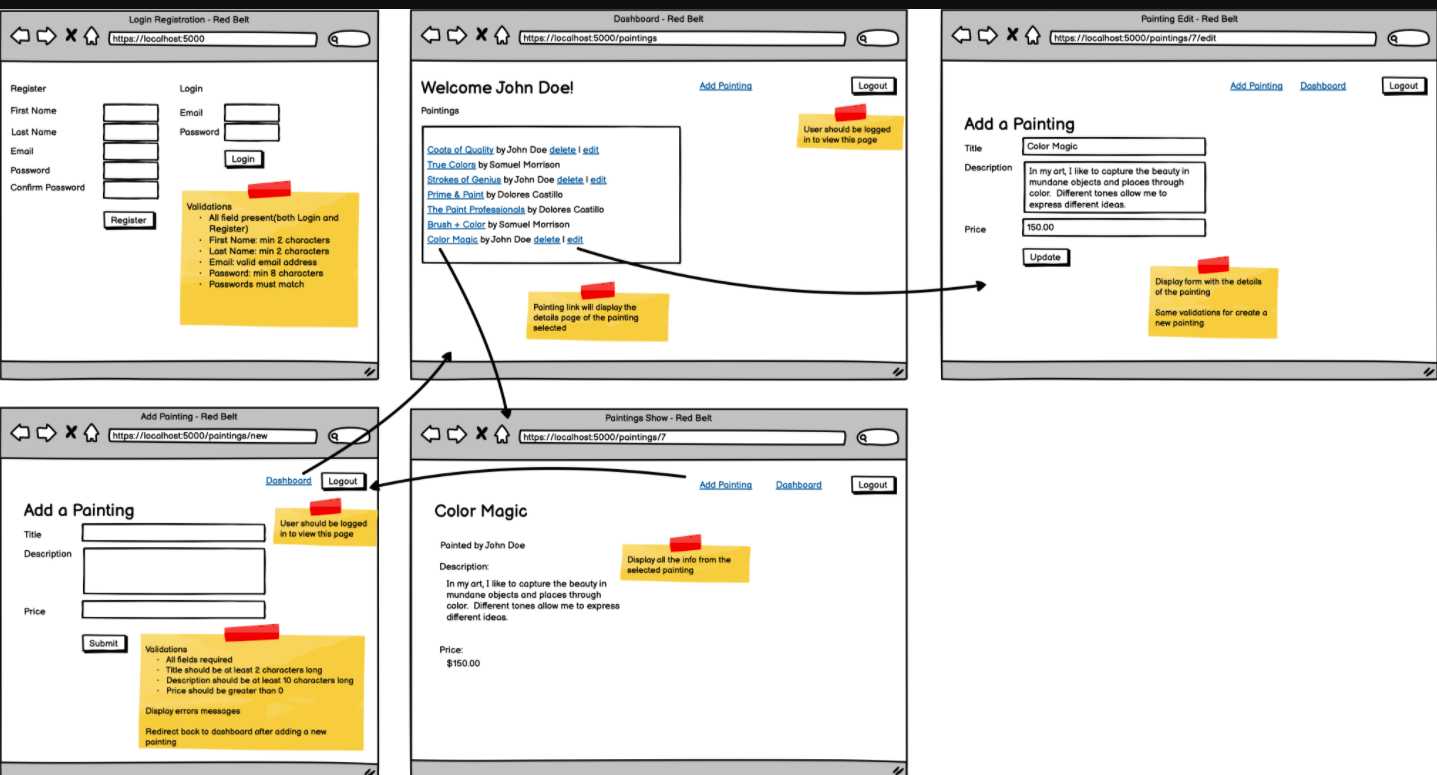 Login Registration - Red Belt
https://localhost:5000
Register
First Name
Last Name
Email
Password
Confirm Password
Register
Login
Email
Password
Login
Validations
· All field present(both Login and
Register)
· First Name: min 2 characters
· Last Name: min 2 characters
· Email: valid email address
· Password: min 8 characters
· Passwords must match
Dashboard - Red Belt
https://localhost:5000/paintings
Welcome John Doe!
Add Painting
Logout
Paintings
User should be logged
in to view this page
Coats of Quality by John Doe delete | edit
True Colors by Samuel Morrison
Strokes of Genius by John Doe delete | edit
Prime & Paint by Dolores Castillo
The Paint Professionals by Dolores Castillo
Brush + Color by Samuel Morrison
Color Magic by John Doe delete | edit
Painting link will display the
details page of the painting
selected
Painting Edit - Red Belt
https://localhost:5000/paintings/7/edit
Add Painting Dashboard Logout
Add a Painting
Title Color Magic
Description
In my art, I like to capture the beauty in
mundane objects and places through
color. Different tones allow me to
express different ideas.
Price 150.00
Update
Display form with the details
of the painting
Same validations for create a
new painting
Add Painting - Red Belt
https://localhost:5000/paintings/new
Dashboard Logout
Add a Painting
User should be logged
in to view this page
Title
Description
Price
Submit
Validations
· All fields required
· Title should be at least 2 characters long
· Description should be at least 10 characters long
· Price should be greater than 0
Display errors messages
Redirect back to dashboard after adding a new
painting
Paintings Show - Red Belt
https://localhost:5000/paintings/7
Add Painting Dashboard Logout
Color Magic
Painted by John Doe
Display all the info from the
selected painting
Description:
In my art, I like to capture the beauty in
mundane objects and places through
color. Different tones allow me to express
different ideas.
Price:
$150.00